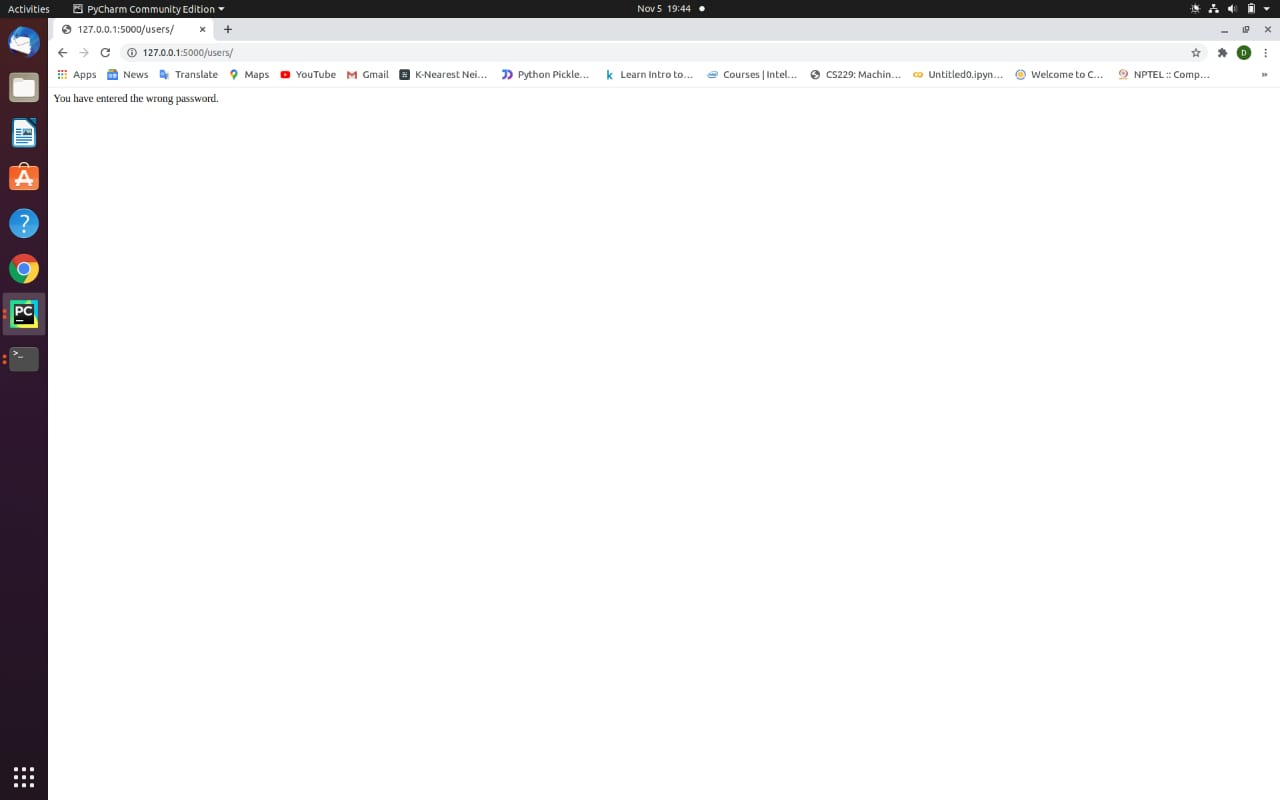 Activities PyCharm Community Edition Nov 5 19:44
127.0.0.1:5000/users/
127.0.0.1:5000/users/ D
Apps News Translate Maps YouTube Gmail K-Nearest Nei... Python Pickle... Learn Intro to... Courses | Intel... CS229: Machin... Untitled0.ipyn... Welcome to C... NPTEL :: Comp... »
You have entered the wrong password.
A
?
PC
>_